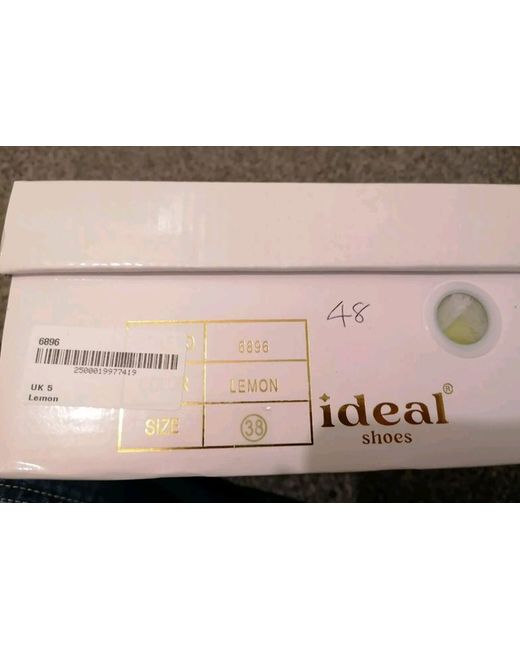 48
6896
2500019977419
UK 5
Lemon
6896
LEMON
SIZE 38
ideal®
shoes